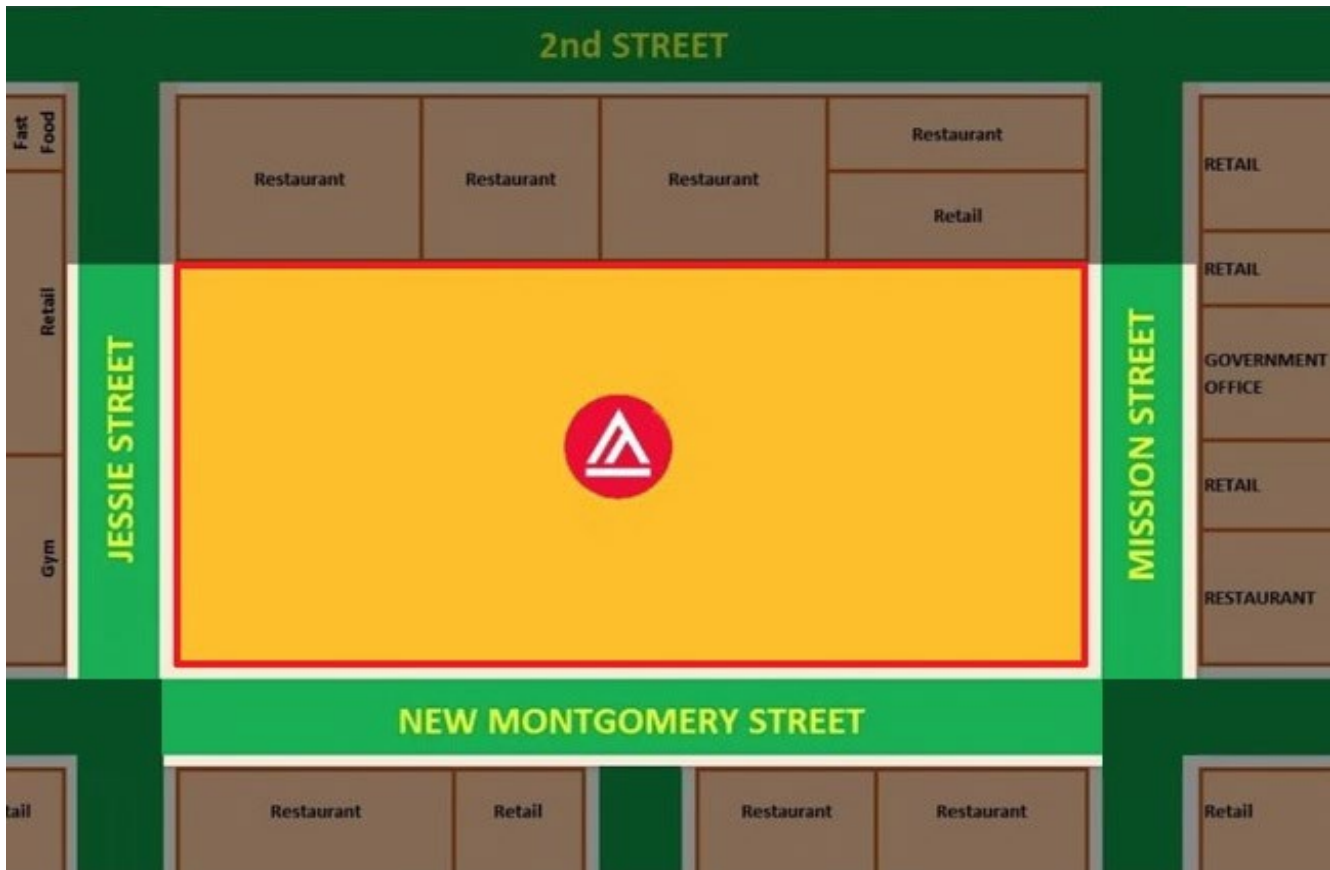 2nd STREET
Fast
Food
Restaurant
Restaurant
Restaurant
Restaurant
Retail
RETAIL
RETAIL
Retail
JESSIE STREET
MISSION STREET
GOVERNMENT
OFFICE
RETAIL
Gym
RESTAURANT
NEW MONTGOMERY STREET
tail
Restaurant
Retail
Restaurant
Restaurant
Retail